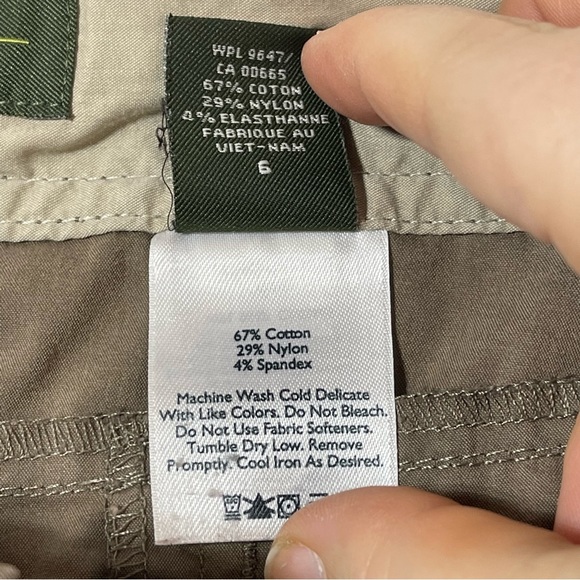 WPL 9647/
CA 00665
67% COTON
29% NYLON
4% ELASTHANNE
FABRIQUE AU
VIET-NAM
6
67% Cotton
29% Nylon
4% Spandex
Machine Wash Cold Delicate
With Like Colors. Do Not Bleach.
Do Not Use Fabric Softeners.
Tumble Dry Low. Remove
Promptly. Cool Iron As Desired.